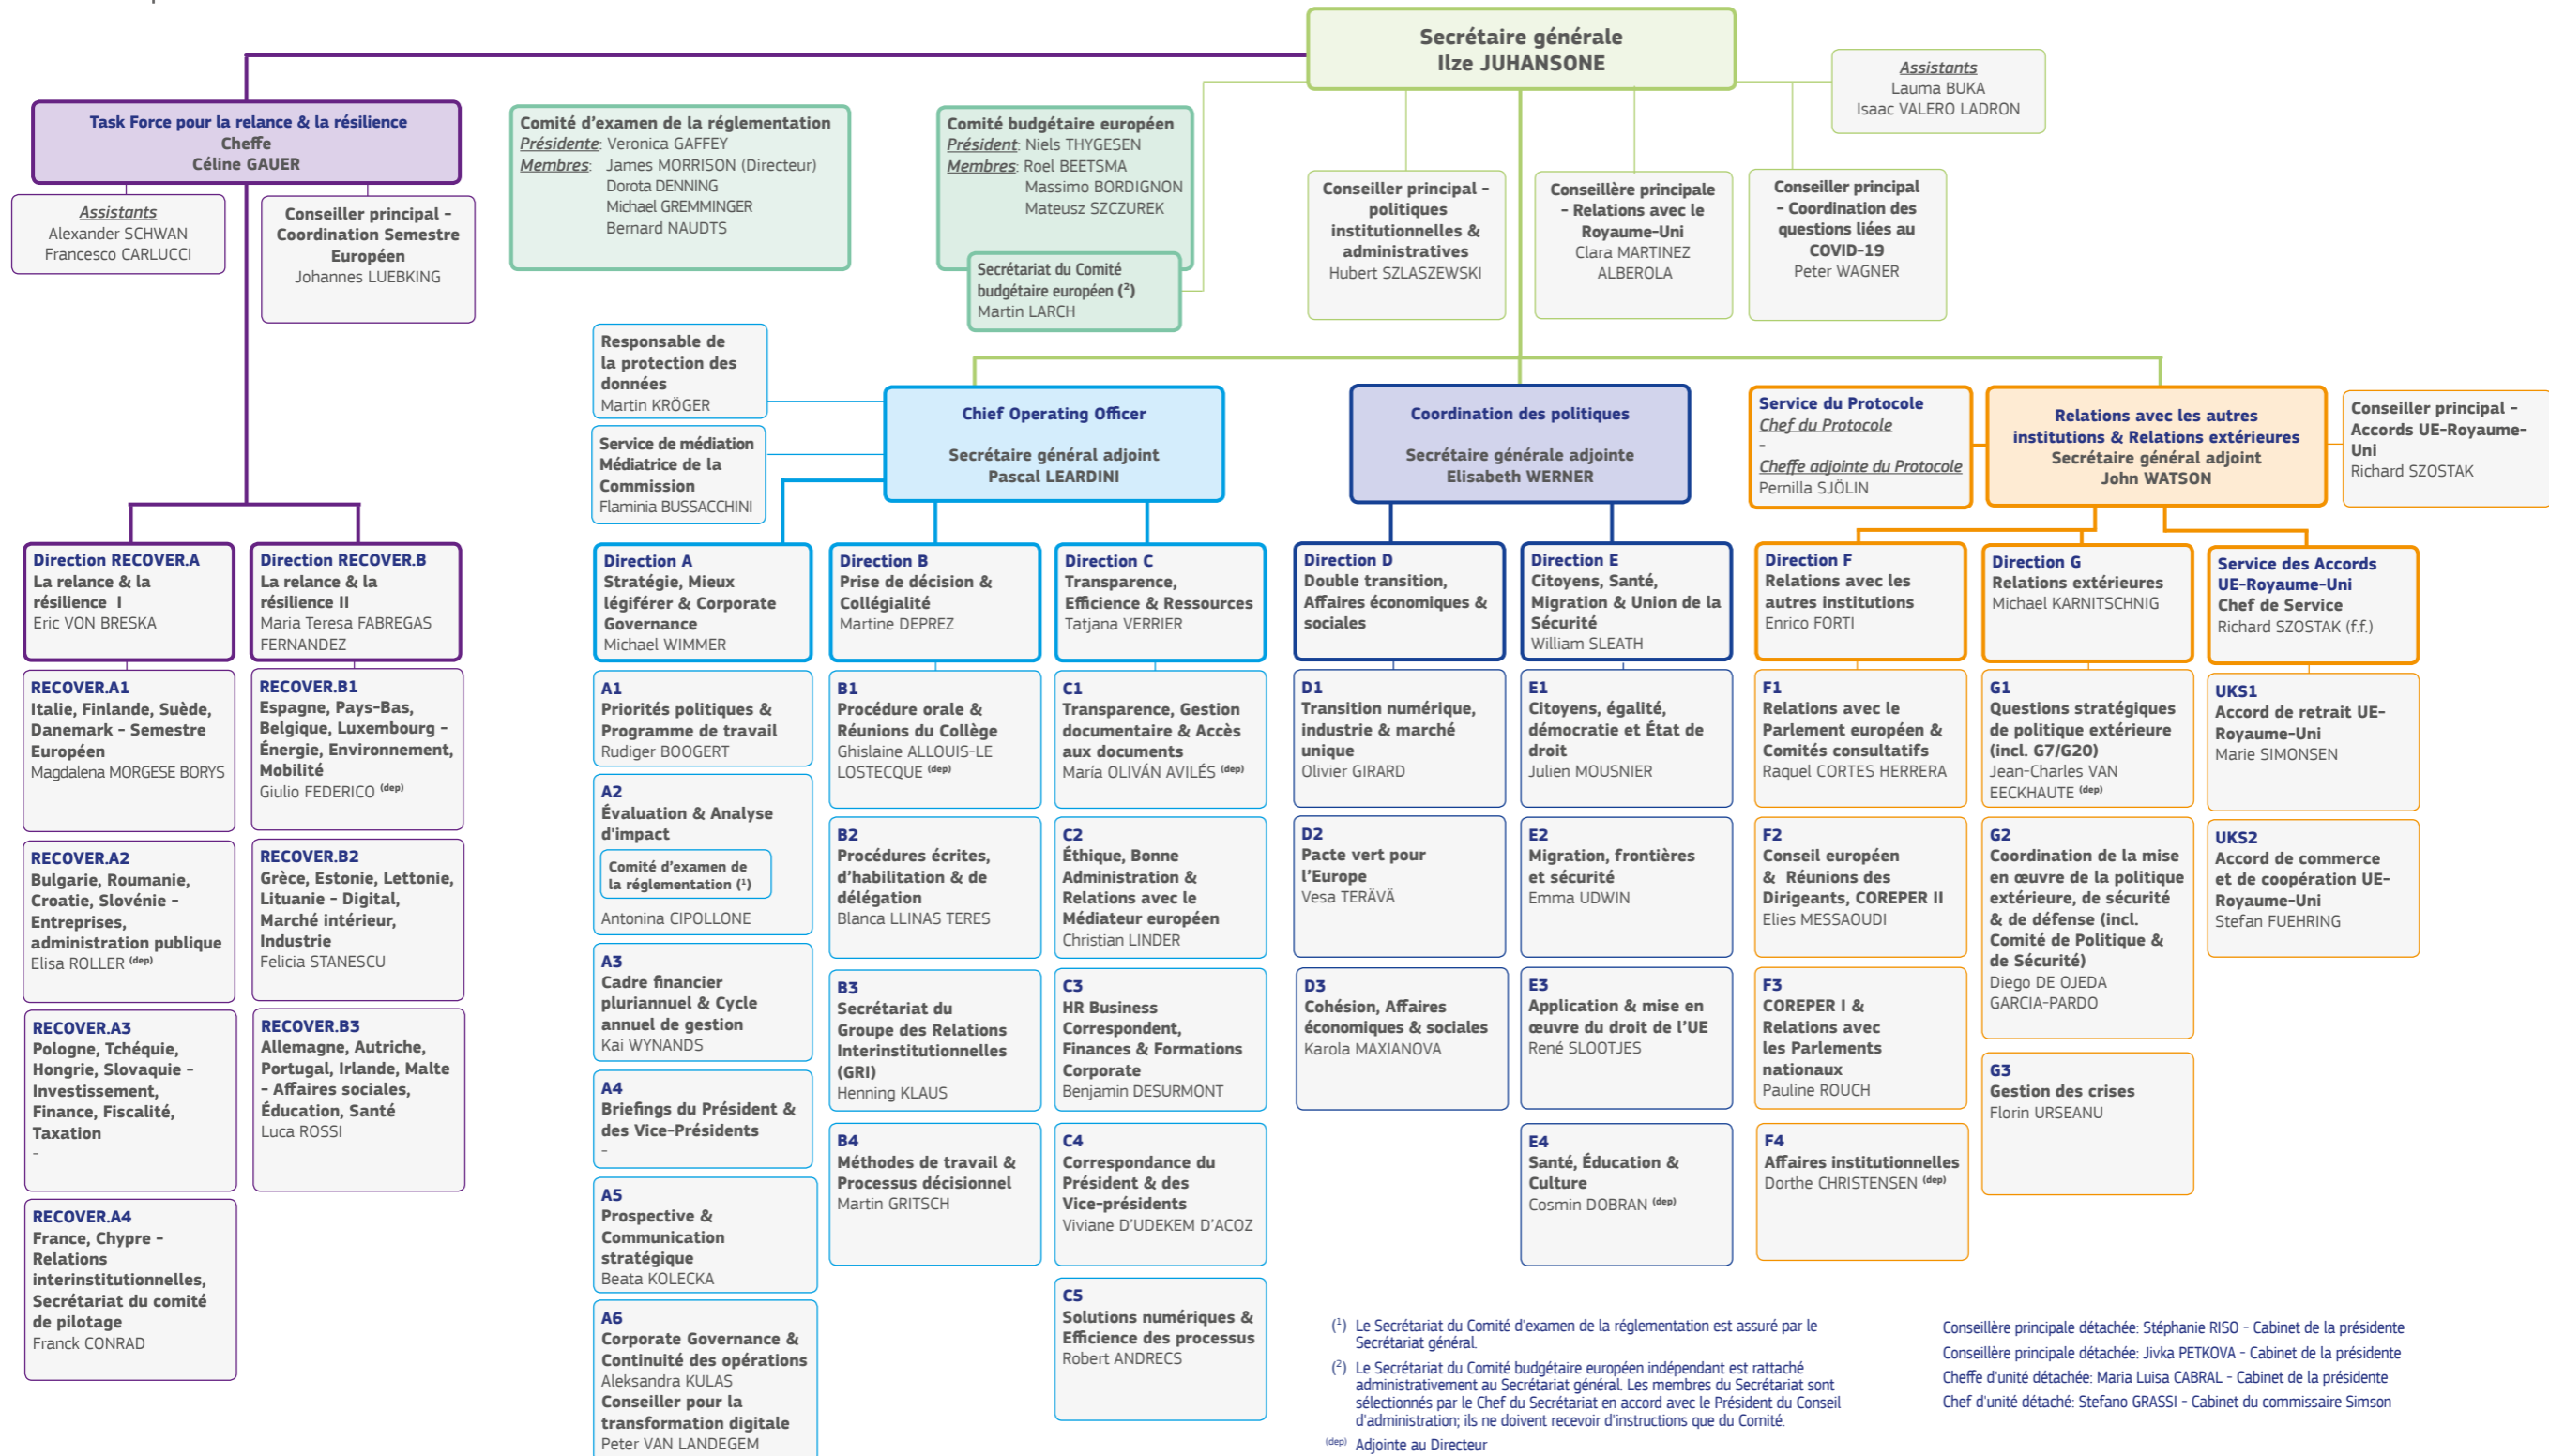 Secrétaire générale
Ilze JUHANSONE
Assistants
Lauma BUKA
Isaac VALERO LADRON
Task Force pour la relance & la résilience
Cheffe
Céline GAUER
Assistants
Alexander SCHWAN
Francesco CARLUCCI
Conseiller principal -
Coordination Semestre
Européen
Johannes LUEBKING
Comité d'examen de la réglementation
Présidente: Veronica GAFFEY
Membres: James MORRISON (Directeur)
Dorota DENNING
Michael GREMMINGER
Bernard NAUDTS
Comité budgétaire européen
Président: Niels THYGESEN
Membres: Roel BEETSMA
Massimo BORDIGNON
Mateusz SZCZUREK
Secrétariat du Comité
budgétaire européen (²)
Martin LARCH
Conseiller principal -
politiques
institutionnelles &
administratives
Hubert SZLASZEWSKI
Conseillère principale
- Relations avec le
Royaume-Uni
Clara MARTINEZ
ALBEROLA
Conseiller principal
- Coordination des
questions liées au
COVID-19
Peter WAGNER
Responsable de
la protection des
données
Martin KRÖGER
Service de médiation
Médiatrice de la
Commission
Flaminia BUSSACCHINI
Chief Operating Officer
Secrétaire général adjoint
Pascal LEARDINI
Coordination des politiques
Secrétaire générale adjointe
Elisabeth WERNER
Service du Protocole
Chef du Protocole
-
Cheffe adjointe du Protocole
Pernilla SJÖLIN
Relations avec les autres
institutions & Relations extérieures
Secrétaire général adjoint
John WATSON
Conseiller principal -
Accords UE-Royaume-
Uni
Richard SZOSTAK
Direction RECOVER.A
La relance & la
résilience I
Eric VON BRESKA
RECOVER.A1
Italie, Finlande, Suède,
Danemark - Semestre
Européen
Magdalena MORGESE BORYS
RECOVER.A2
Bulgarie, Roumanie,
Croatie, Slovénie -
Entreprises,
administration publique
Elisa ROLLER (dep)
RECOVER.A3
Pologne, Tchéquie,
Hongrie, Slovaquie -
Investissement,
Finance, Fiscalité,
Taxation
-
RECOVER.A4
France, Chypre -
Relations
interinstitutionnelles,
Secrétariat du comité
de pilotage
Franck CONRAD
Direction RECOVER.B
La relance & la
résilience II
Maria Teresa FABREGAS
FERNANDEZ
RECOVER.B1
Espagne, Pays-Bas,
Belgique, Luxembourg -
Énergie, Environnement,
Mobilité
Giulio FEDERICO (dep)
RECOVER.B2
Grèce, Estonie, Lettonie,
Lituanie - Digital,
Marché intérieur,
Industrie
Felicia STANESCU
RECOVER.B3
Allemagne, Autriche,
Portugal, Irlande, Malte
- Affaires sociales,
Éducation, Santé
Luca ROSSI
Direction A
Stratégie, Mieux
légiférer & Corporate
Governance
Michael WIMMER
A1
Priorités politiques &
Programme de travail
Rudiger BOOGERT
A2
Évaluation & Analyse
d'impact
Comité d'examen de
la réglementation (¹)
Antonina CIPOLLONE
A3
Cadre financier
pluriannuel & Cycle
annuel de gestion
Kai WYNANDS
A4
Briefings du Président &
des Vice-Présidents
-
A5
Prospective &
Communication
stratégique
Beata KOLECKA
A6
Corporate Governance &
Continuité des opérations
Aleksandra KULAS
Conseiller pour la
transformation digitale
Peter VAN LANDEGEM
Direction B
Prise de décision &
Collégialité
Martine DEPREZ
B1
Procédure orale &
Réunions du Collège
Ghislaine ALLOUIS-LE
LOSTECQUE (dep)
B2
Procédures écrites,
d'habilitation & de
délégation
Blanca LLINAS TERES
B3
Secrétariat du
Groupe des Relations
Interinstitutionnelles
(GRI)
Henning KLAUS
B4
Méthodes de travail &
Processus décisionnel
Martin GRITSCH
Direction C
Transparence,
Efficience & Ressources
Tatjana VERRIER
C1
Transparence, Gestion
documentaire & Accès
aux documents
María OLIVÁN AVILÉS (dep)
C2
Éthique, Bonne
Administration &
Relations avec le
Médiateur européen
Christian LINDER
C3
HR Business
Correspondent,
Finances & Formations
Corporate
Benjamin DESURMONT
C4
Correspondance du
Président & des
Vice-présidents
Viviane D'UDEKEM D'ACOZ
C5
Solutions numériques &
Efficience des processus
Robert ANDRECS
Direction D
Double transition,
Affaires économiques &
sociales
D1
Transition numérique,
industrie & marché
unique
Olivier GIRARD
D2
Pacte vert pour
l'Europe
Vesa TERÄVÄ
D3
Cohésion, Affaires
économiques & sociales
Karola MAXIANOVA
Direction E
Citoyens, Santé,
Migration & Union de la
Sécurité
William SLEATH
E1
Citoyens, égalité,
démocratie et État de
droit
Julien MOUSNIER
E2
Migration, frontières
et sécurité
Emma UDWIN
E3
Application & mise en
œuvre du droit de l'UE
René SLOOTJES
E4
Santé, Éducation &
Culture
Cosmin DOBRAN (dep)
Direction F
Relations avec les
autres institutions
Enrico FORTI
F1
Relations avec le
Parlement européen &
Comités consultatifs
Raquel CORTES HERRERA
F2
Conseil européen
& Réunions des
Dirigeants, COREPER II
Elies MESSAOUDI
F3
COREPER I &
Relations avec
les Parlements
nationaux
Pauline ROUCH
F4
Affaires institutionnelles
Dorthe CHRISTENSEN (dep)
Direction G
Relations extérieures
Michael KARNITSCHNIG
G1
Questions stratégiques
de politique extérieure
(incl. G7/G20)
Jean-Charles VAN
EECKHAUTE (dep)
G2
Coordination de la mise
en œuvre de la politique
extérieure, de sécurité
& de défense (incl.
Comité de Politique &
de Sécurité)
Diego DE OJEDA
GARCIA-PARDO
G3
Gestion des crises
Florin URSEANU
Service des Accords
UE-Royaume-Uni
Chef de Service
Richard SZOSTAK (f.f.)
UKS1
Accord de retrait UE-
Royaume-Uni
Marie SIMONSEN
UKS2
Accord de commerce
et de coopération UE-
Royaume-Uni
Stefan FUEHRING
(¹) Le Secrétariat du Comité d'examen de la réglementation est assuré par le
Secrétariat général.
(²) Le Secrétariat du Comité budgétaire européen indépendant est rattaché
administrativement au Secrétariat général. Les membres du Secrétariat sont
sélectionnés par le Chef du Secrétariat en accord avec le Président du Conseil
d'administration; ils ne doivent recevoir d'instructions que du Comité.
(dep) Adjointe au Directeur
Conseillère principale détachée: Stéphanie RISO - Cabinet de la présidente
Conseillère principale détachée: Jivka PETKOVA - Cabinet de la présidente
Cheffe d'unité détachée: Maria Luisa CABRAL - Cabinet de la présidente
Chef d'unité détaché: Stefano GRASSI - Cabinet du commissaire Simson